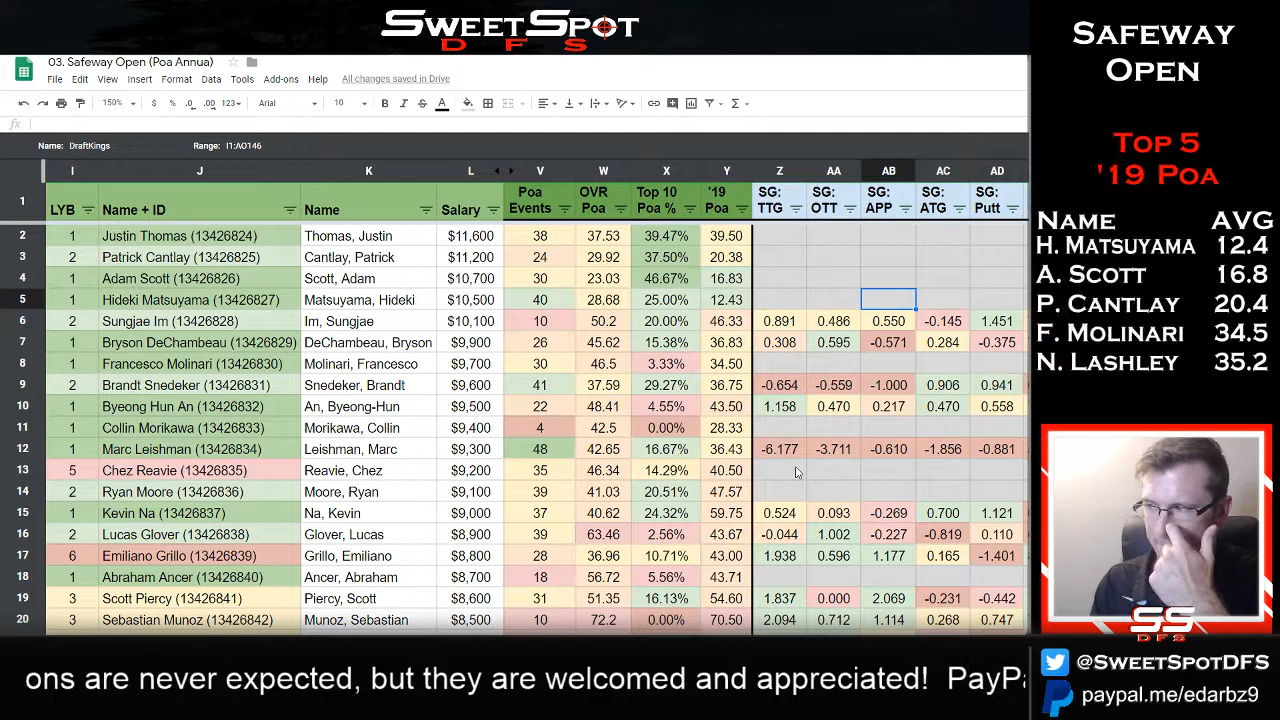 SweetSpot
DFS
03. Safeway Open (Poa Annua)
File Edit View Insert Format Data Tools Add-ons Help All changes saved in Drive
150% $ % .0 .00 123 Arial 10 B I S A
fx
Name: DraftKings Range: I1:AO146
I J K L V W X Y Z AA AB AC AD
1 LYB Name + ID Name Salary Poa Events OVR Poa Top 10 Poa % '19 Poa SG: TTG SG: OTT SG: APP SG: ATG SG: Putt
2 1 Justin Thomas (13426824) Thomas, Justin $11,600 38 37.53 39.47% 39.50
3 2 Patrick Cantlay (13426825) Cantlay, Patrick $11,200 24 29.92 37.50% 20.38
4 1 Adam Scott (13426826) Scott, Adam $10,700 30 23.03 46.67% 16.83
5 1 Hideki Matsuyama (13426827) Matsuyama, Hideki $10,500 40 28.68 25.00% 12.43
6 2 Sungjae Im (13426828) Im, Sungjae $10,100 10 50.2 20.00% 46.33 0.891 0.486 0.550 -0.145 1.451
7 1 Bryson DeChambeau (13426829) DeChambeau, Bryson $9,900 26 45.62 15.38% 36.83 0.308 0.595 -0.571 0.284 -0.375
8 1 Francesco Molinari (13426830) Molinari, Francesco $9,700 30 46.5 3.33% 34.50
9 2 Brandt Snedeker (13426831) Snedeker, Brandt $9,600 41 37.59 29.27% 36.75 -0.654 -0.559 -1.000 0.906 0.941
10 1 Byeong Hun An (13426832) An, Byeong-Hun $9,500 22 48.41 4.55% 43.50 1.158 0.470 0.217 0.470 0.558
11 1 Collin Morikawa (13426833) Morikawa, Collin $9,400 4 42.5 0.00% 28.33
12 1 Marc Leishman (13426834) Leishman, Marc $9,300 48 42.65 16.67% 36.43 -6.177 -3.711 -0.610 -1.856 -0.881
13 5 Chez Reavie (13426835) Reavie, Chez $9,200 35 46.34 14.29% 40.50
14 2 Ryan Moore (13426836) Moore, Ryan $9,100 39 41.03 20.51% 47.57
15 1 Kevin Na (13426837) Na, Kevin $9,000 37 40.62 24.32% 59.75 0.524 0.093 -0.269 0.700 1.121
16 2 Lucas Glover (13426838) Glover, Lucas $8,900 39 63.46 2.56% 43.67 -0.044 1.002 -0.227 -0.819 0.110
17 6 Emiliano Grillo (13426839) Grillo, Emiliano $8,800 28 36.96 10.71% 43.00 1.938 0.596 1.177 0.165 -1.401
18 1 Abraham Ancer (13426840) Ancer, Abraham $8,700 18 56.72 5.56% 43.71
19 3 Scott Piercy (13426841) Piercy, Scott $8,600 31 51.35 16.13% 54.60 1.837 0.000 2.069 -0.231 -0.442
20 3 Sebastian Munoz (13426842) Munoz, Sebastian $8,500 10 72.2 0.00% 70.50 2.094 0.712 1.114 0.268 0.747
Safeway
Open
Top 5
'19 Poa
Name AVG
H. Matsuyama 12.4
A. Scott 16.8
P. Cantlay 20.4
F. Molinari 34.5
N. Lashley 35.2
SS
DFS
@SweetSpotDFS
paypal.me/edarbz9
ons are never expected, but they are welcomed and appreciated! PayPa